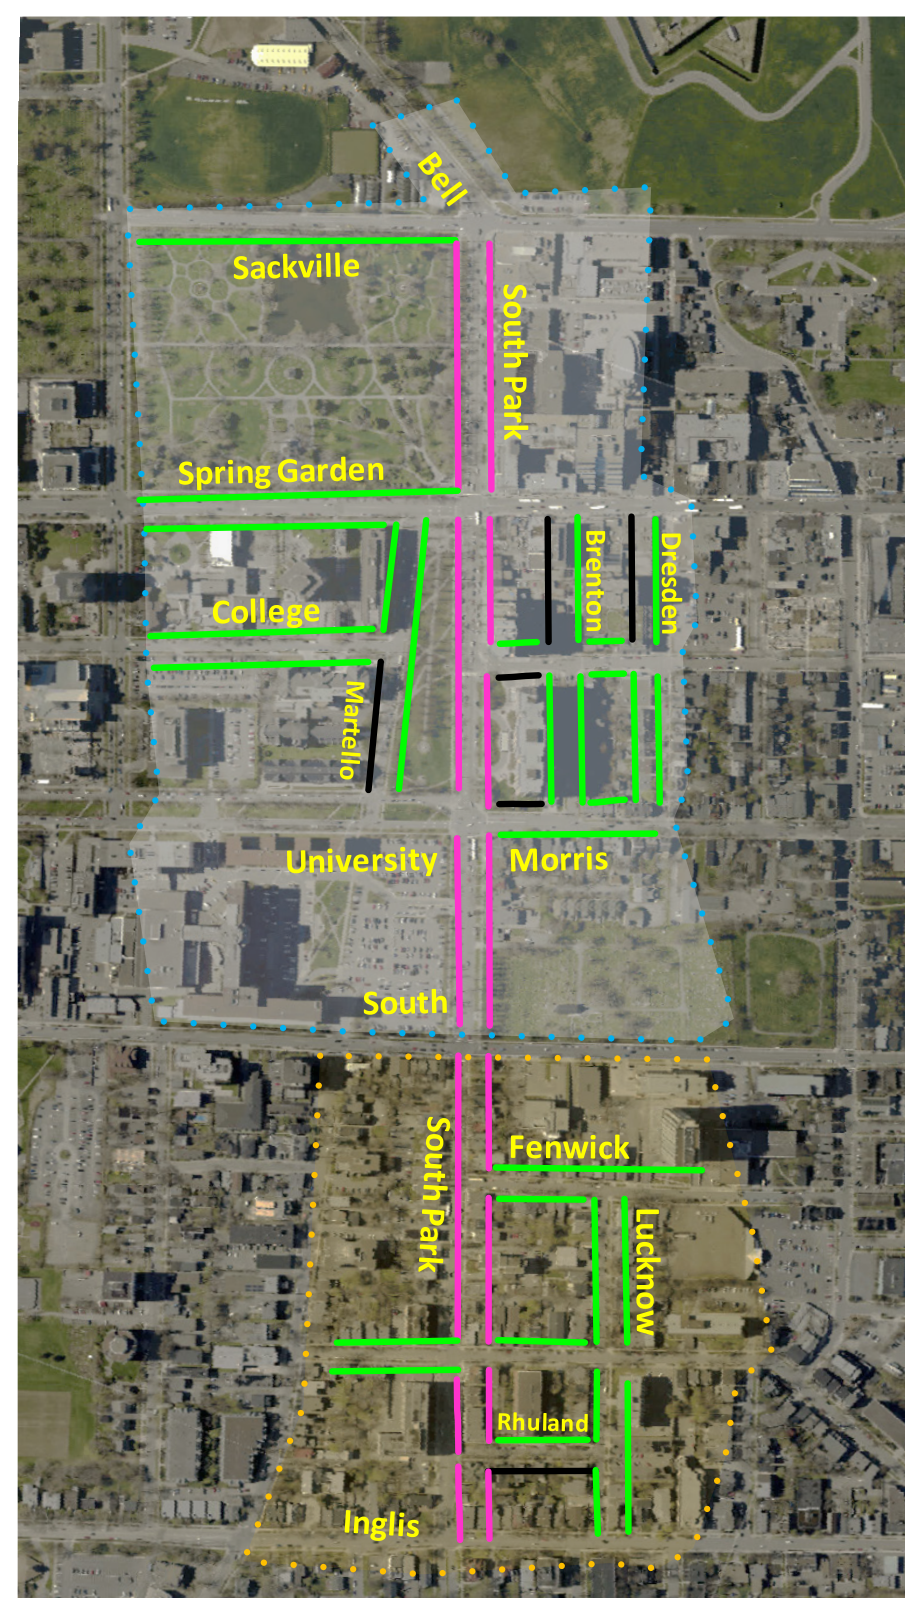 Bell
Sackville
South Park
Spring Garden
Brenton
Dresden
College
Martello
University
Morris
South
South Park
Fenwick
Lucknow
Rhuland
Inglis